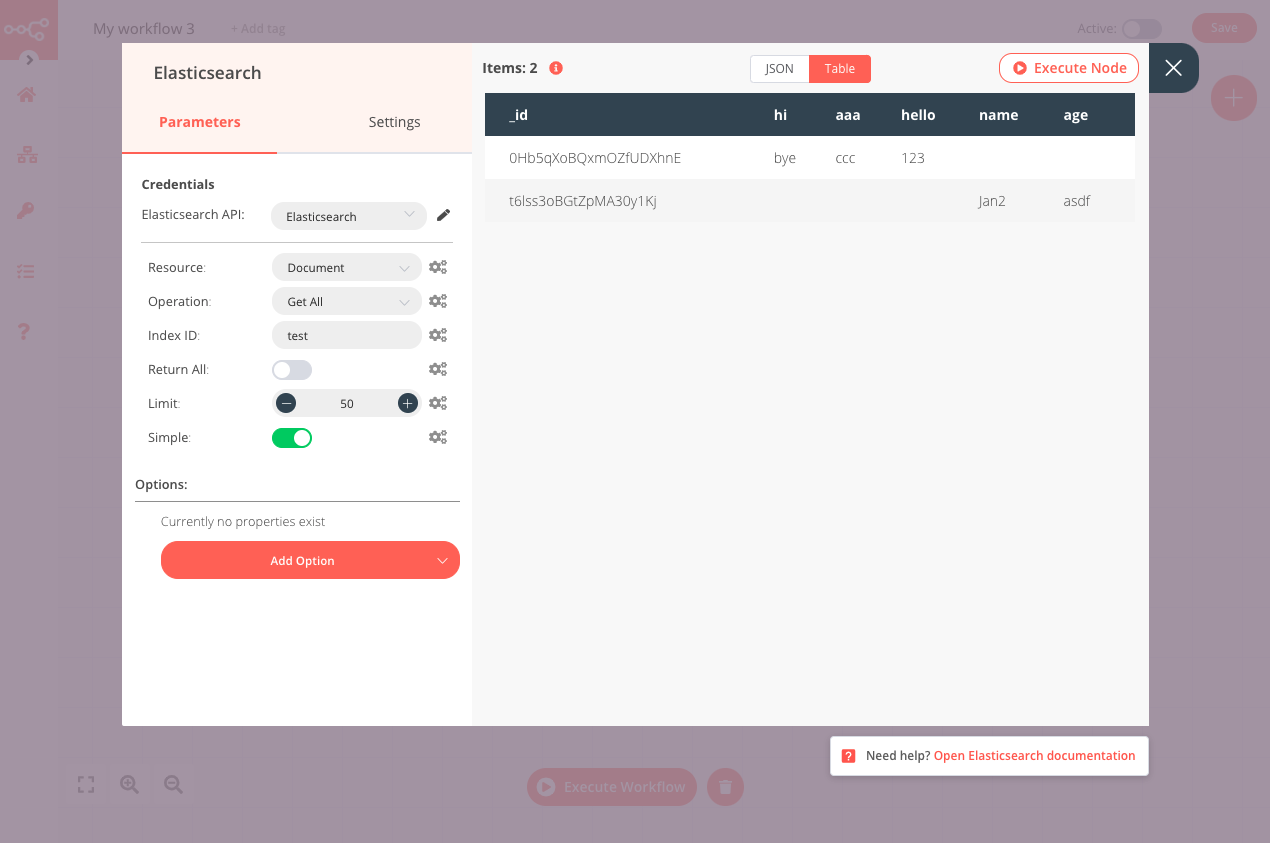 My workflow 3
+ Add tag
Active:
Save
Elasticsearch
Parameters
Settings
Credentials
Elasticsearch API:
Elasticsearch
Resource:
Document
Operation:
Get All
Index ID:
test
Return All:
Limit:
50
Simple:
Options:
Currently no properties exist
Add Option
Items: 2
JSON
Table
Execute Node
_id hi aaa hello name age
0Hb5qXoBQxmOZfUDXhnE bye ccc 123
t6lss3oBGtZpMA30y1Kj Jan2 asdf
Need help? Open Elasticsearch documentation
Execute Workflow